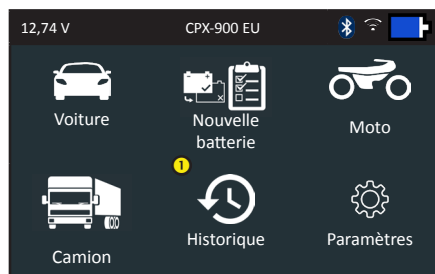 12,74 V CPX-900 EU
Voiture
Nouvelle
batterie
Moto
1
Camion
Historique
Paramètres